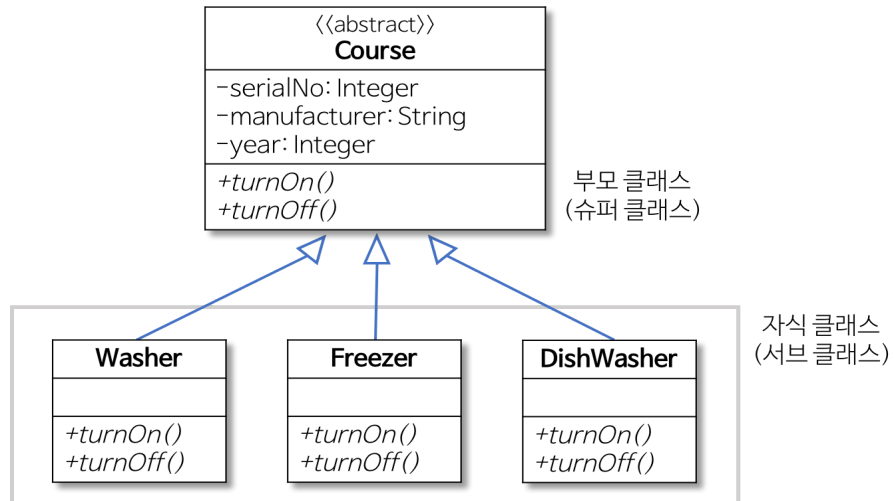 《abstract》
Course
-serialNo: Integer
-manufacturer: String
-year: Integer
+turnOn()
+turnOff()
부모 클래스
(슈퍼 클래스)
자식 클래스
(서브 클래스)
Washer
+turnOn()
+turnOff()
Freezer
+turnOn()
+turnOff()
DishWasher
+turnOn()
+turnOff()